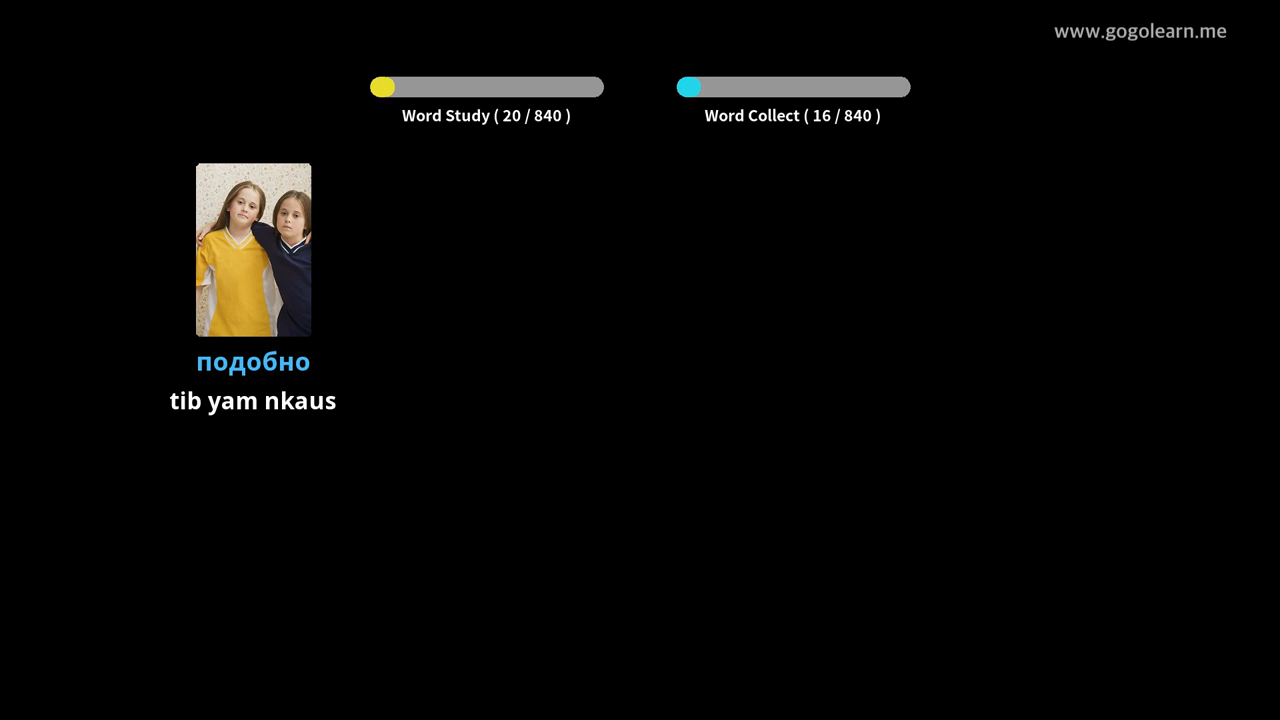 www.gogolearn.me
Word Study ( 20 / 840 )
Word Collect ( 16 / 840 )
подобно
tib yam nkaus